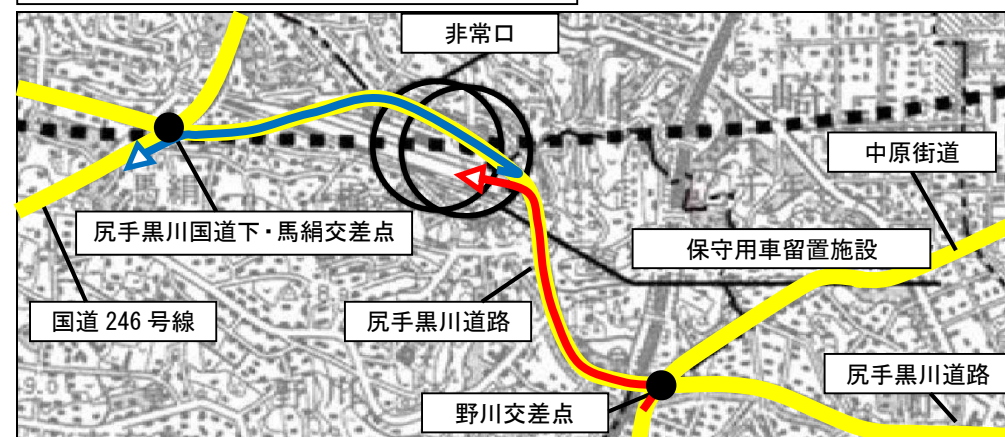 非常口
中原街道
尻手黒川国道下・馬絹交差点
保守用車留置施設
国道 246 号線
尻手黒川道路
尻手黒川道路
野川交差点